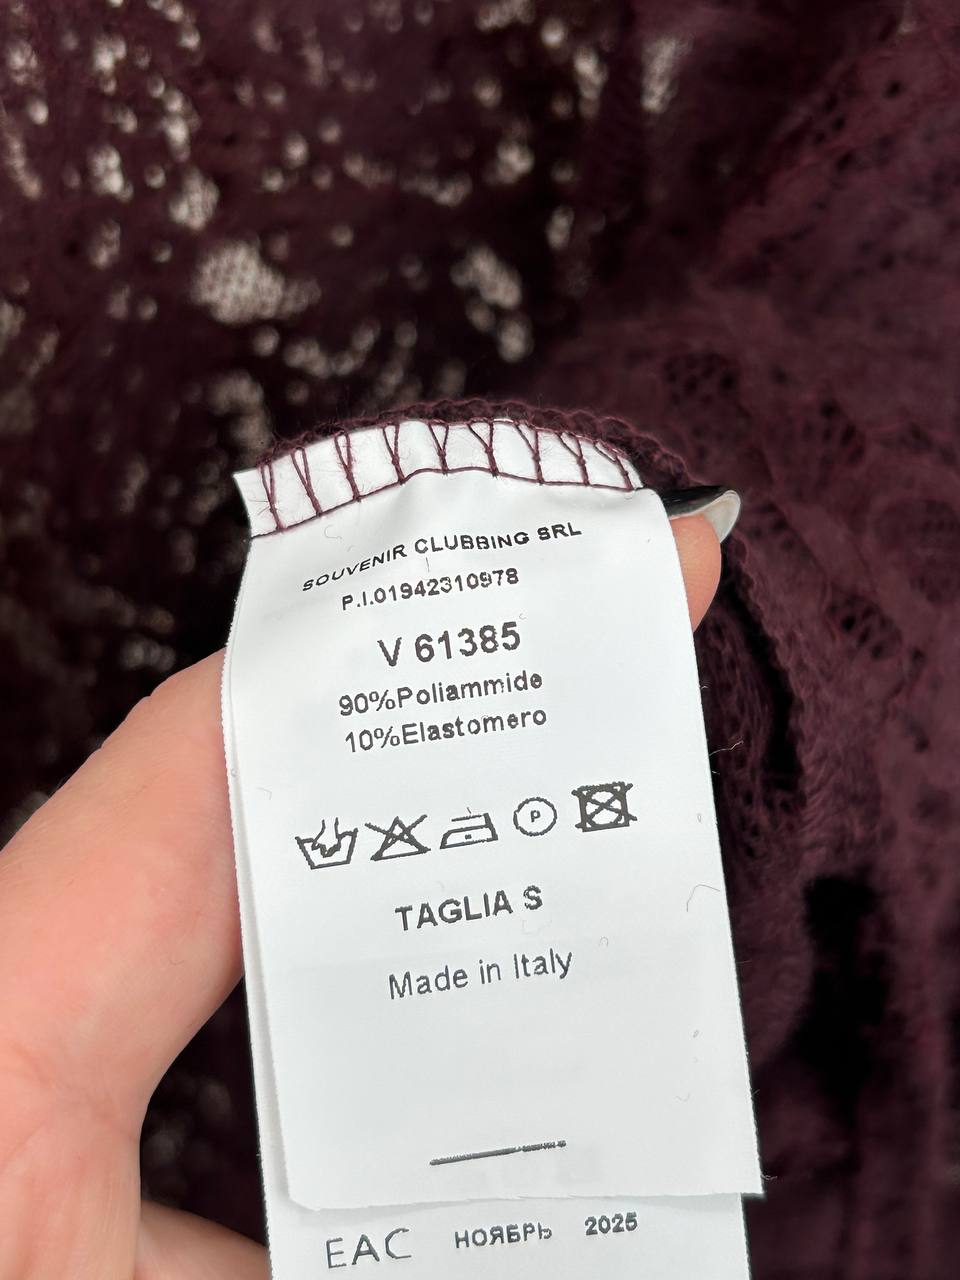 SOUVENIR CLUBBING SRL
P.I.01942310978
V 61385
90%Poliammide
10%Elastomero
P
TAGLIA S
Made in Italy
EAC НОЯБРЬ 2025